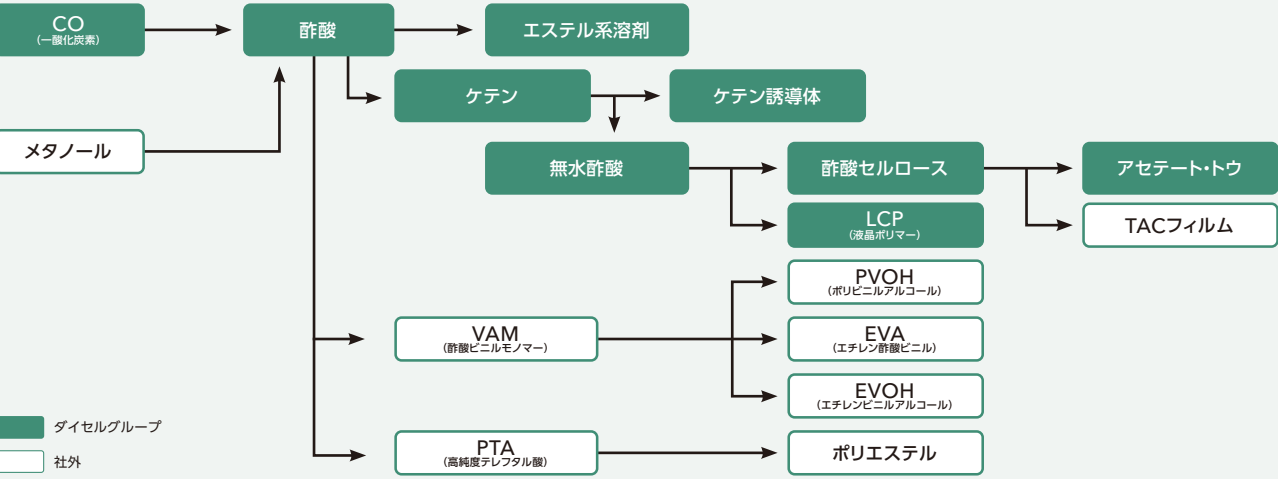 CO
(一酸化炭素)
酢酸
エステル系溶剤
ケテン
ケテン誘導体
メタノール
無水酢酸
酢酸セルロース
アセテート・トウ
LCP
(液晶ポリマー)
TACフィルム
PVOH
(ポリビニルアルコール)
VAM
(酢酸ビニルモノマー)
EVA
(エチレン酢酸ビニル)
EVOH
(エチレンビニルアルコール)
ダイセルグループ
PTA
(高純度テレフタル酸)
ポリエステル
社外